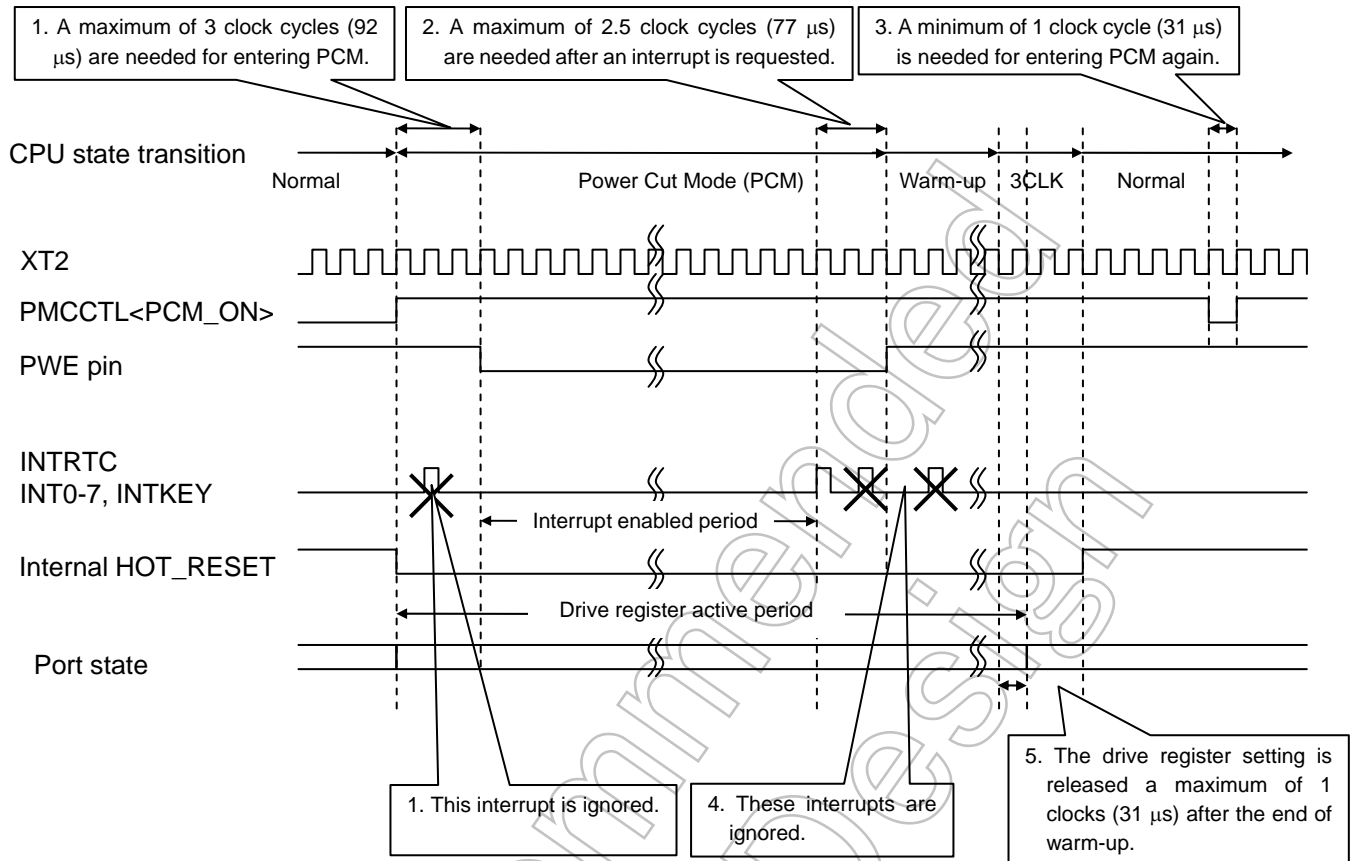 1. A maximum of 3 clock cycles (92
μs) are needed for entering PCM.
2. A maximum of 2.5 clock cycles (77 μs)
are needed after an interrupt is requested.
3. A minimum of 1 clock cycle (31 μs)
is needed for entering PCM again.
CPU state transition
Normal
Power Cut Mode (PCM)
Warm-up
3CLK
Normal
XT2
PMCCTL<PCM_ON>
PWE pin
INTRTC
INT0-7, INTKEY
Interrupt enabled period
Internal HOT_RESET
Drive register active period
Port state
1. This interrupt is ignored.
4. These interrupts are
ignored.
5. The drive register setting is
released a maximum of 1
clocks (31 μs) after the end of
warm-up.
mmended
Design